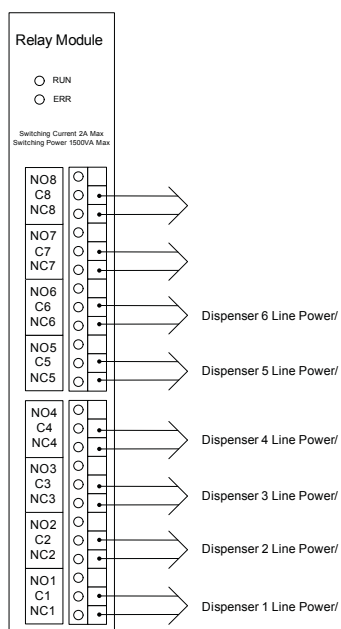 Relay Module
RUN
ERR
Switching Current 2A Max
Switching Power 1500VA Max
NO8
C8
NC8
NO7
C7
NC7
NO6
C6
NC6
Dispenser 6 Line Power/
NO5
C5
NC5
Dispenser 5 Line Power/
NO4
C4
NC4
Dispenser 4 Line Power/
NO3
C3
NC3
Dispenser 3 Line Power/
NO2
C2
NC2
Dispenser 2 Line Power/
NO1
C1
NC1
Dispenser 1 Line Power/